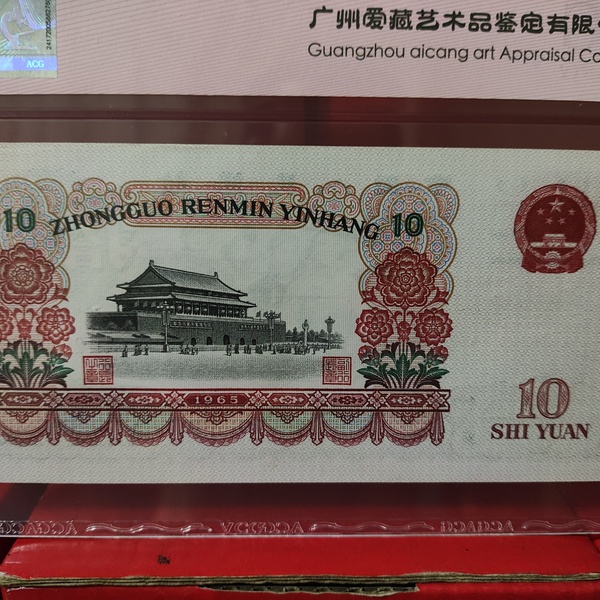 广州爱藏艺术品鉴定有限
Guangzhou aicang art Appraisal Co
ACG
10 ZHONGGUO RENMIN YINHANG 10
1965
10
SHI YUAN